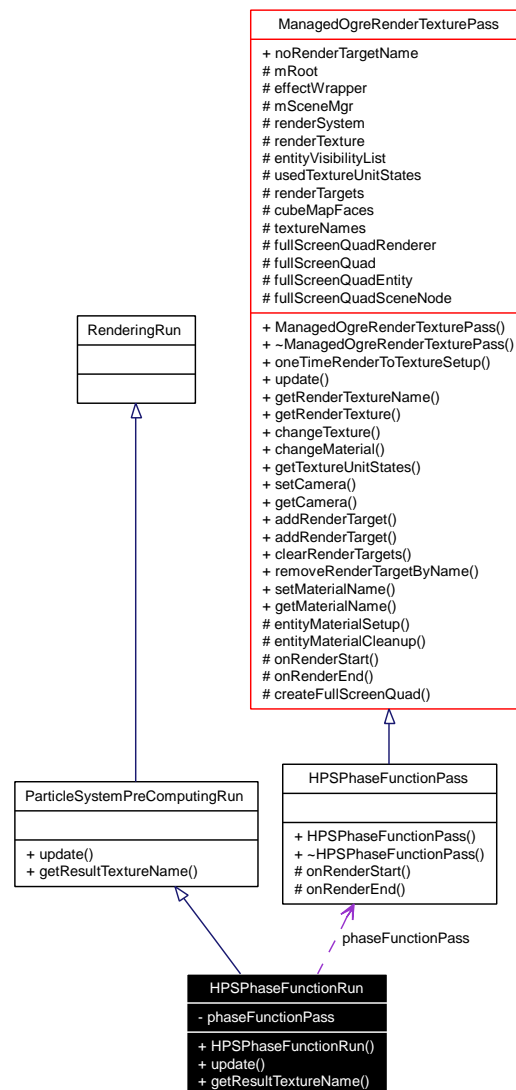 ManagedOgreRenderTexturePass
+ noRenderTargetName
# mRoot
# effectWrapper
# mSceneMgr
# renderSystem
# renderTexture
# entityVisibilityList
# usedTextureUnitStates
# renderTargets
# cubeMapFaces
# textureNames
# fullScreenQuadRenderer
# fullScreenQuad
# fullScreenQuadEntity
# fullScreenQuadSceneNode
+ ManagedOgreRenderTexturePass()
+ ~ManagedOgreRenderTexturePass()
+ oneTimeRenderToTextureSetup()
+ update()
+ getRenderTextureName()
+ getRenderTexture()
+ changeTexture()
+ changeMaterial()
+ getTextureUnitStates()
+ setCamera()
+ getCamera()
+ addRenderTarget()
+ addRenderTarget()
+ clearRenderTargets()
+ removeRenderTargetByName()
+ setMaterialName()
+ getMaterialName()
# entityMaterialSetup()
# entityMaterialCleanup()
# onRenderStart()
# onRenderEnd()
# createFullScreenQuad()
RenderingRun
ParticleSystemPreComputingRun
+ update()
+ getResultTextureName()
HPSPhaseFunctionPass
+ HPSPhaseFunctionPass()
+ ~HPSPhaseFunctionPass()
# onRenderStart()
# onRenderEnd()
phaseFunctionPass
HPSPhaseFunctionRun
- phaseFunctionPass
+ HPSPhaseFunctionRun()
+ update()
+ getResultTextureName()